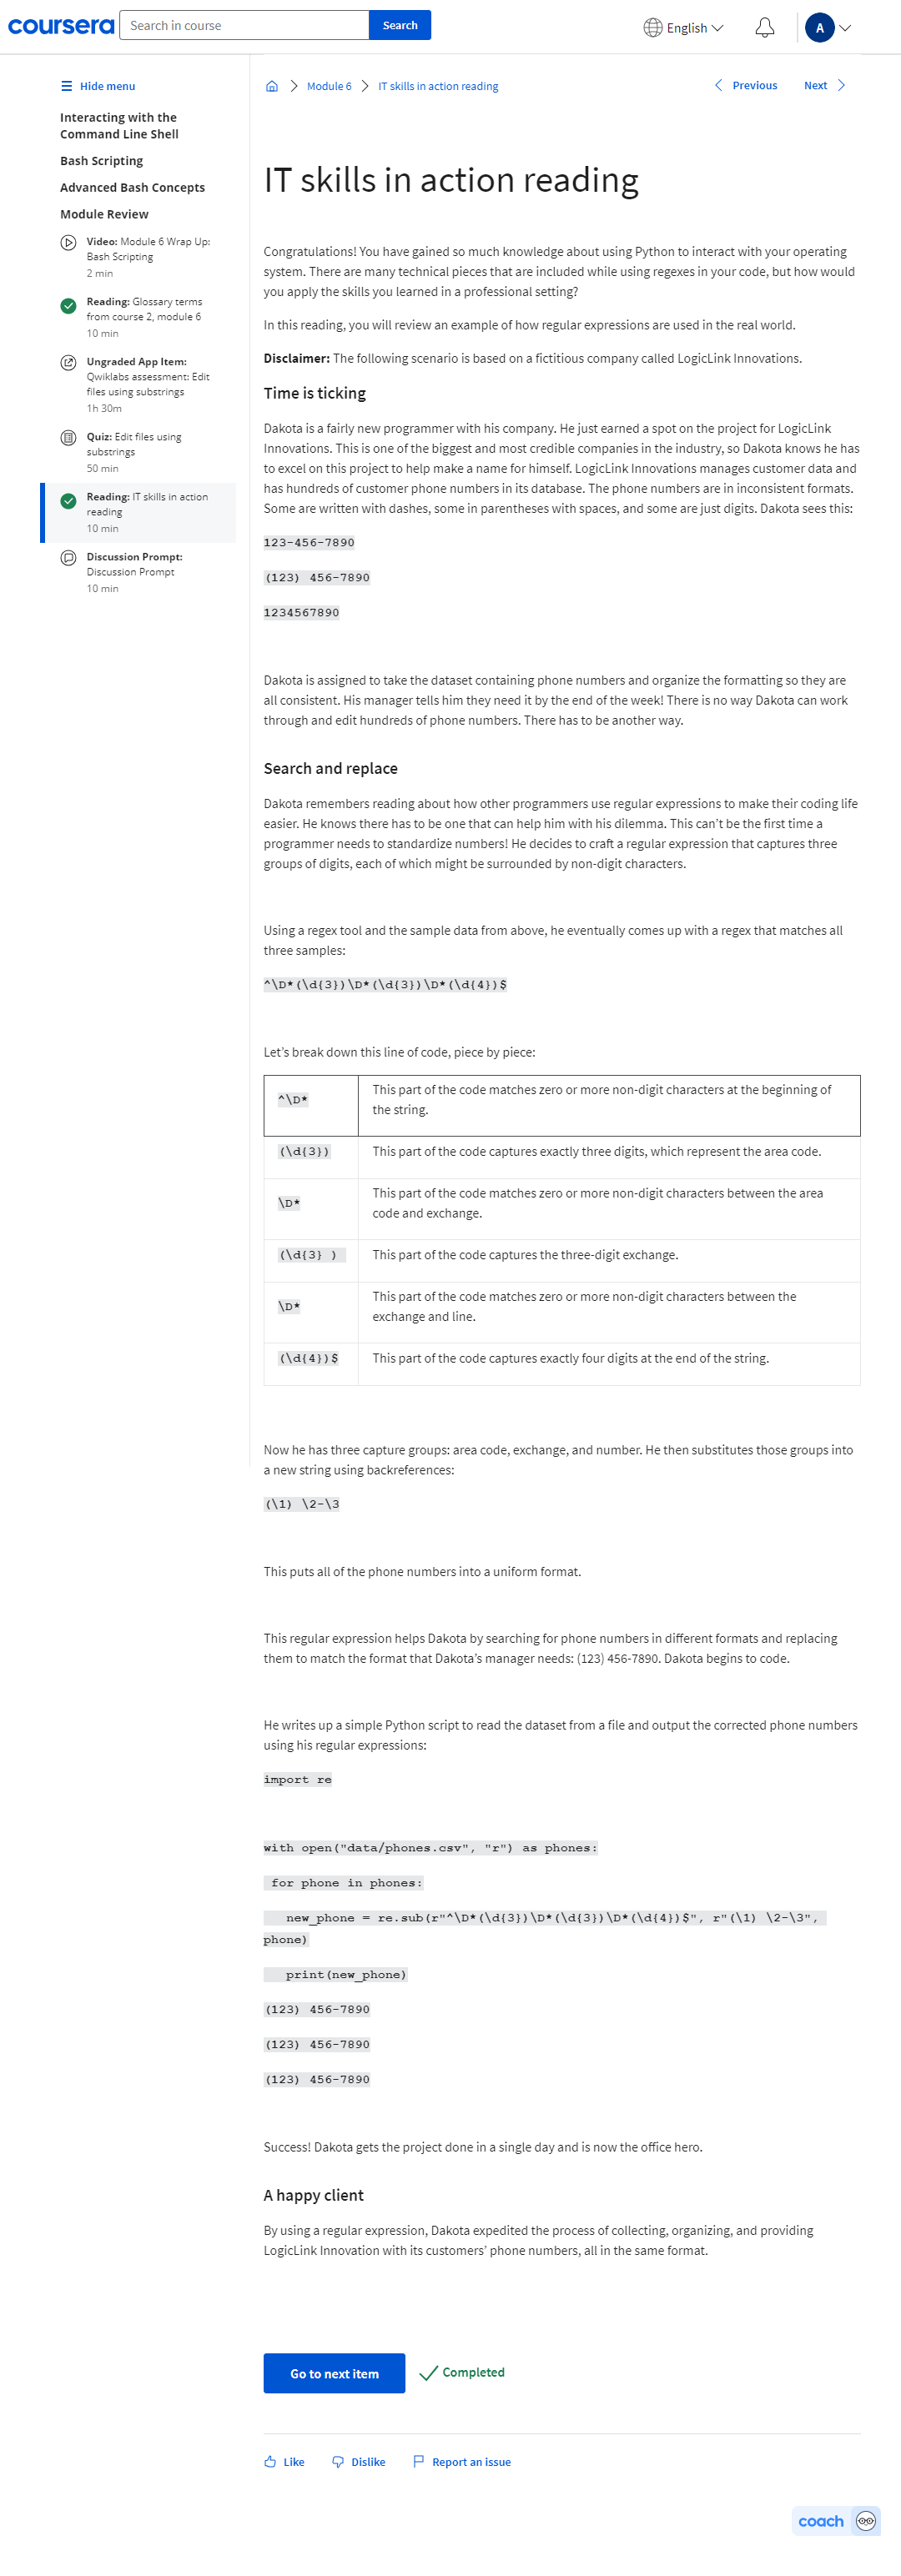 coursera
Search in course
Search
English
A
Hide menu
Interacting with the
Command Line Shell
Bash Scripting
Advanced Bash Concepts
Module Review
Video: Module 6 Wrap Up:
Bash Scripting
2 min
Reading: Glossary terms
from course 2, module 6
10 min
Ungraded App Item:
Qwiklabs assessment: Edit
files using substrings
1h 30m
Quiz: Edit files using
substrings
50 min
Reading: IT skills in action
reading
10 min
Discussion Prompt:
Discussion Prompt
10 min
Module 6
IT skills in action reading
Previous
Next
IT skills in action reading
Congratulations! You have gained so much knowledge about using Python to interact with your operating
system. There are many technical pieces that are included while using regexes in your code, but how would
you apply the skills you learned in a professional setting?
In this reading, you will review an example of how regular expressions are used in the real world.
Disclaimer: The following scenario is based on a fictitious company called LogicLink Innovations.
Time is ticking
Dakota is a fairly new programmer with his company. He just earned a spot on the project for LogicLink
Innovations. This is one of the biggest and most credible companies in the industry, so Dakota knows he has
to excel on this project to help make a name for himself. LogicLink Innovations manages customer data and
has hundreds of customer phone numbers in its database. The phone numbers are in inconsistent formats.
Some are written with dashes, some in parentheses with spaces, and some are just digits. Dakota sees this:
123-456-7890
(123) 456-7890
1234567890
Dakota is assigned to take the dataset containing phone numbers and organize the formatting so they are
all consistent. His manager tells him they need it by the end of the week! There is no way Dakota can work
through and edit hundreds of phone numbers. There has to be another way.
Search and replace
Dakota remembers reading about how other programmers use regular expressions to make their coding life
easier. He knows there has to be one that can help him with his dilemma. This can't be the first time a
programmer needs to standardize numbers! He decides to craft a regular expression that captures three
groups of digits, each of which might be surrounded by non-digit characters.
Using a regex tool and the sample data from above, he eventually comes up with a regex that matches all
three samples:
^\D*(\d{3})\D*(\d{3})\D*(\d{4})$
Let's break down this line of code, piece by piece:
^\D*
This part of the code matches zero or more non-digit characters at the beginning of
the string.
(\d{3})
This part of the code captures exactly three digits, which represent the area code.
\D*
This part of the code matches zero or more non-digit characters between the area
code and exchange.
(\d{3} )
This part of the code captures the three-digit exchange.
\D*
This part of the code matches zero or more non-digit characters between the
exchange and line.
(\d{4})$
This part of the code captures exactly four digits at the end of the string.
Now he has three capture groups: area code, exchange, and number. He then substitutes those groups into
a new string using backreferences:
(\1) \2-\3
This puts all of the phone numbers into a uniform format.
This regular expression helps Dakota by searching for phone numbers in different formats and replacing
them to match the format that Dakota's manager needs: (123) 456-7890. Dakota begins to code.
He writes up a simple Python script to read the dataset from a file and output the corrected phone numbers
using his regular expressions:
import re
with open("data/phones.csv", "r") as phones:
 for phone in phones:
   new_phone = re.sub(r"^\D*(\d{3})\D*(\d{3})\D*(\d{4})$", r"(\1) \2-\3",
phone)
   print(new_phone)
(123) 456-7890
(123) 456-7890
(123) 456-7890
Success! Dakota gets the project done in a single day and is now the office hero.
A happy client
By using a regular expression, Dakota expedited the process of collecting, organizing, and providing
LogicLink Innovation with its customers' phone numbers, all in the same format.
Go to next item
Completed
Like
Dislike
Report an issue
coach